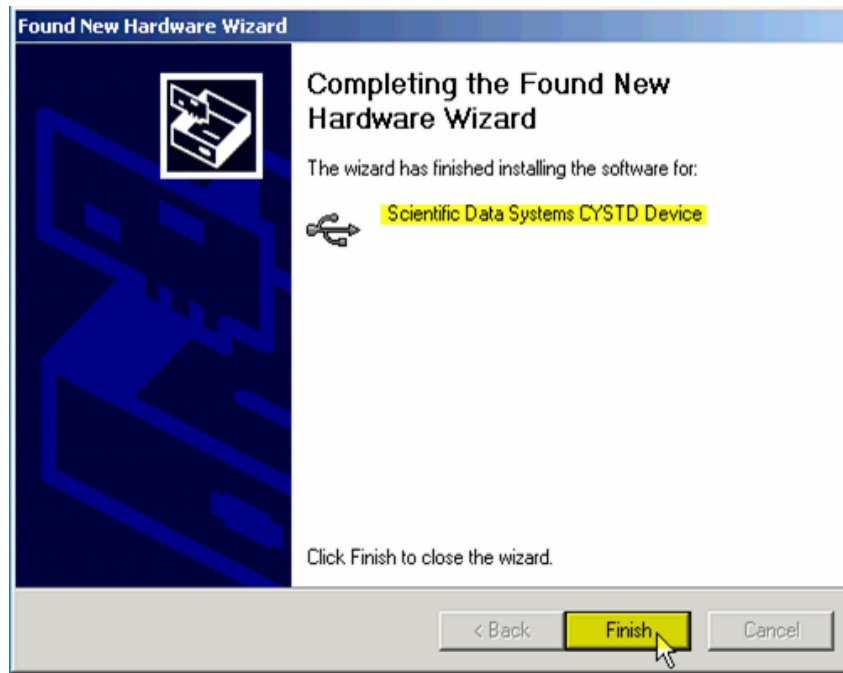 Found New Hardware Wizard
Completing the Found New
Hardware Wizard
The wizard has finished installing the software for:
Scientific Data Systems CYSTD Device
Click Finish to close the wizard.
< Back
Finish
Cancel